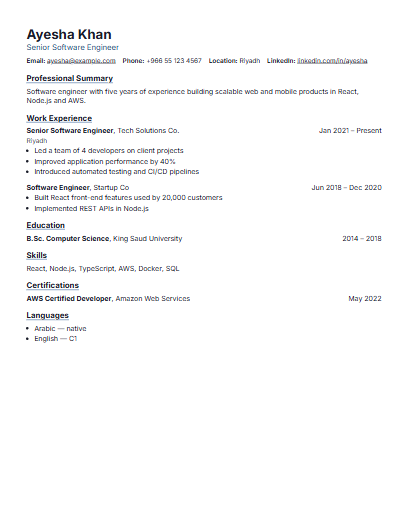 Ayesha Khan
Senior Software Engineer
Email: ayesha@example.com Phone: +966 55 123 4567 Location: Riyadh LinkedIn: linkedin.com/in/ayesha
Professional Summary
Software engineer with five years of experience building scalable web and mobile products in React,
Node.js and AWS.
Work Experience
Senior Software Engineer, Tech Solutions Co. Jan 2021 – Present
Riyadh
• Led a team of 4 developers on client projects
• Improved application performance by 40%
• Introduced automated testing and CI/CD pipelines
Software Engineer, Startup Co Jun 2018 – Dec 2020
• Built React front-end features used by 20,000 customers
• Implemented REST APIs in Node.js
Education
B.Sc. Computer Science, King Saud University 2014 – 2018
Skills
React, Node.js, TypeScript, AWS, Docker, SQL
Certifications
AWS Certified Developer, Amazon Web Services May 2022
Languages
• Arabic — native
• English — C1